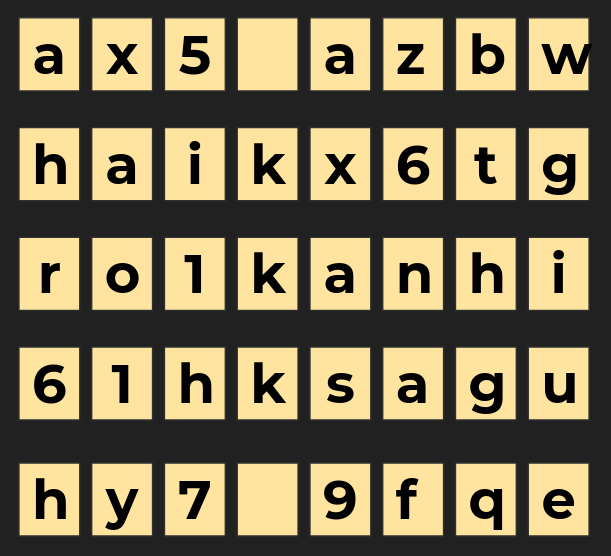 a x 5 a z b w
h a i k x 6 t g
r o 1 k a n h i
6 1 h k s a g u
h y 7 9 f q e